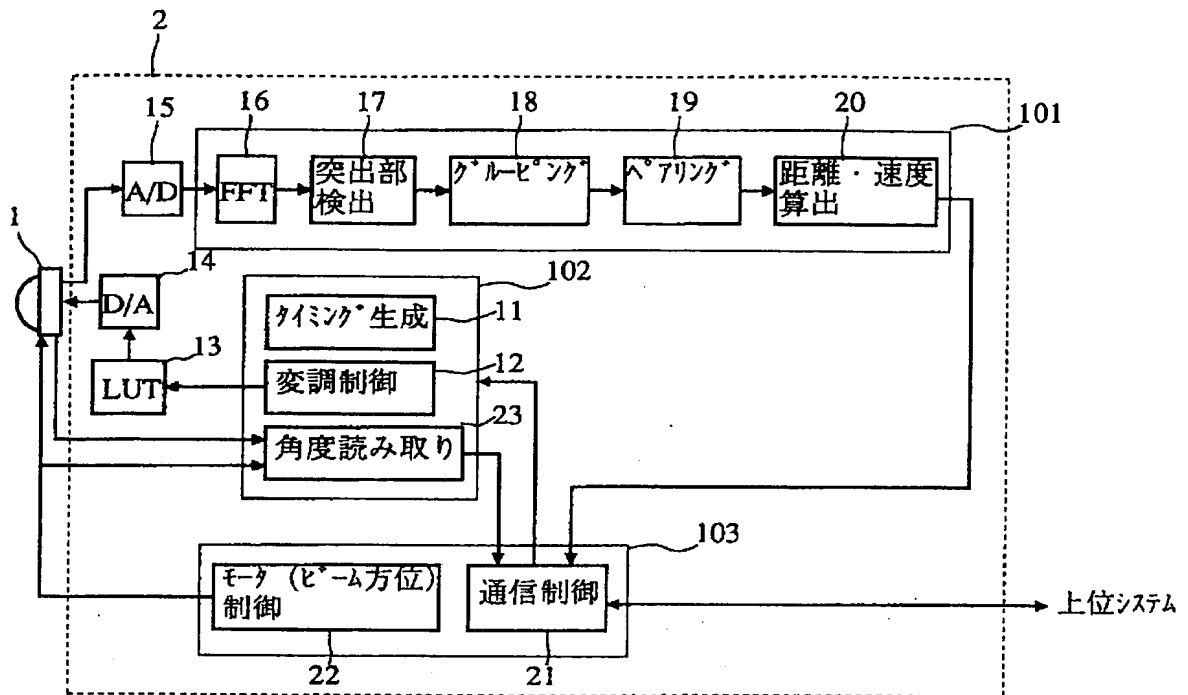 2
15
16
17
18
19
20
101
A/D
FFT
突出部
検出
グルーピング
ペアリング
距離・速度
算出
1
14
D/A
102
タイミング生成
11
13
LUT
変調制御
12
角度読み取り
23
103
モータ(ビーム方位)
制御
通信制御
上位システム
22
21